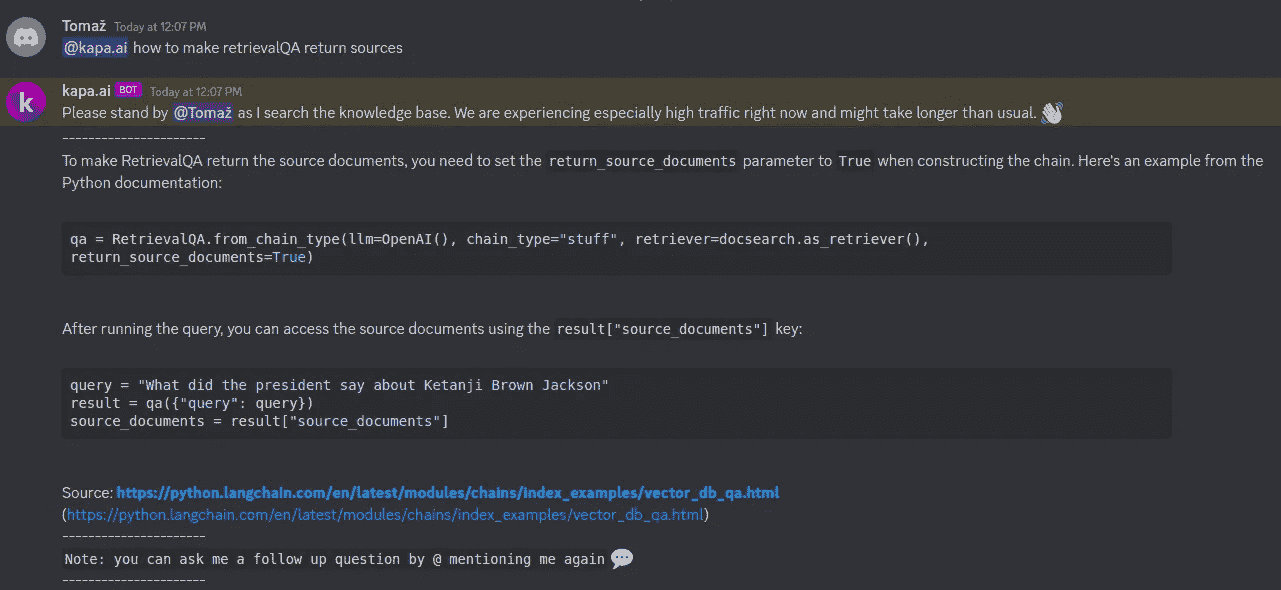 Tomaž Today at 12:07 PM
@kapa.ai how to make retrievalQA return sources
k
kapa.ai BOT Today at 12:07 PM
Please stand by @Tomaž as I search the knowledge base. We are experiencing especially high traffic right now and might take longer than usual.
----------------------
To make RetrievalQA return the source documents, you need to set the return_source_documents parameter to True when constructing the chain. Here's an example from the
Python documentation:
qa = RetrievalQA.from_chain_type(llm=OpenAI(), chain_type="stuff", retriever=docsearch.as_retriever(),
return_source_documents=True)
After running the query, you can access the source documents using the result["source_documents"] key:
query = "What did the president say about Ketanji Brown Jackson"
result = qa({"query": query})
source_documents = result["source_documents"]
Source: https://python.langchain.com/en/latest/modules/chains/index_examples/vector_db_qa.html
(https://python.langchain.com/en/latest/modules/chains/index_examples/vector_db_qa.html)
----------------------
Note: you can ask me a follow up question by @ mentioning me again
----------------------